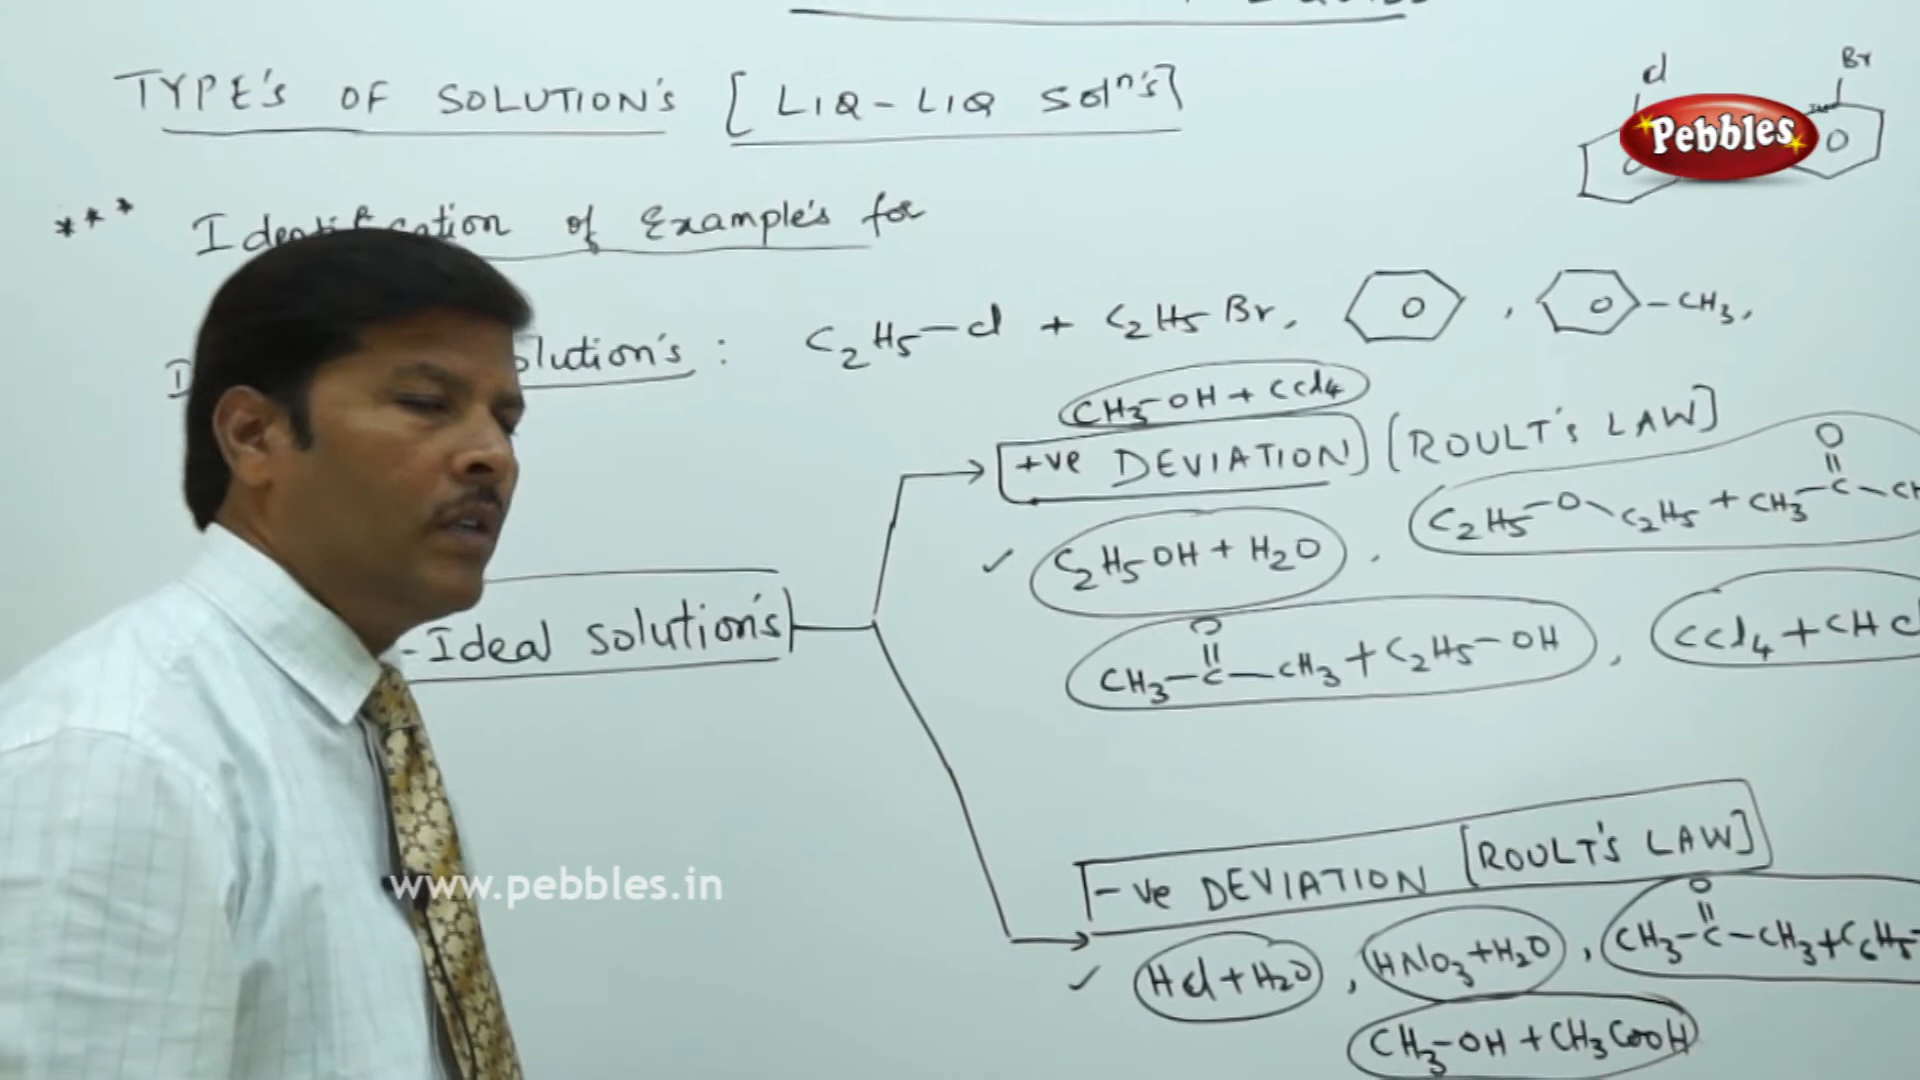 TYPE'S OF SOLUTION'S [LIQ-LIQ Solⁿ's]
Cl
Br
Pebbles
*** Identification of Example's for
Solution's : C₂H₅-Cl + C₂H₅Br, O , O-CH₃,
CH₃-OH + CCl₄
+ve DEVIATION [ROULT's LAW]
✓ C₂H₅OH + H₂O , C₂H₅-O-C₂H₅ + CH₃-C-CH
O
||
-Ideal Solution's
CH₃-C-CH₃ + C₂H₅-OH , CCl₄ + CHC
O
||
-ve DEVIATION [ROULT'S LAW]
✓ HCl + H₂O , HNO₃ + H₂O , CH₃-C-CH₃ + C₆H₅-
O
||
CH₃-OH + CH₃COOH
www.pebbles.in